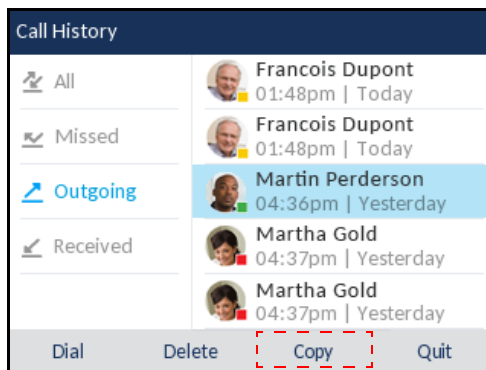 Call History
All
Missed
Outgoing
Received
Francois Dupont
01:48pm | Today
Francois Dupont
01:48pm | Today
Martin Perderson
04:36pm | Yesterday
Martha Gold
04:37pm | Yesterday
Martha Gold
04:37pm | Yesterday
Dial Delete Copy Quit